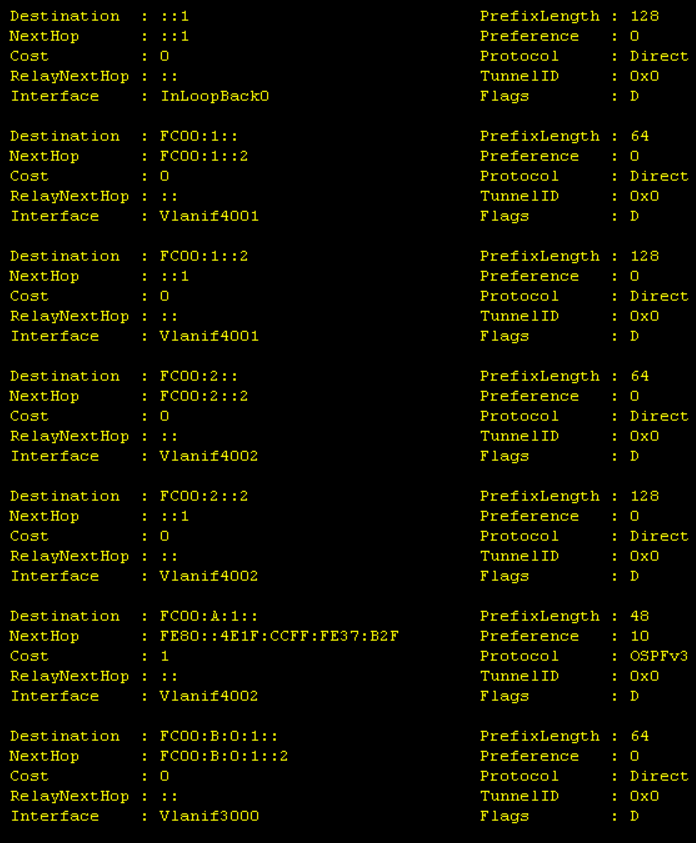 Destination  : ::1                             PrefixLength : 128
NextHop      : ::1                             Preference   : 0
Cost         : 0                               Protocol     : Direct
RelayNextHop : ::                              TunnelID     : 0x0
Interface    : InLoopBack0                     Flags        : D

Destination  : FC00:1::                        PrefixLength : 64
NextHop      : FC00:1::2                       Preference   : 0
Cost         : 0                               Protocol     : Direct
RelayNextHop : ::                              TunnelID     : 0x0
Interface    : Vlanif4001                      Flags        : D

Destination  : FC00:1::2                       PrefixLength : 128
NextHop      : ::1                             Preference   : 0
Cost         : 0                               Protocol     : Direct
RelayNextHop : ::                              TunnelID     : 0x0
Interface    : Vlanif4001                      Flags        : D

Destination  : FC00:2::                        PrefixLength : 64
NextHop      : FC00:2::2                       Preference   : 0
Cost         : 0                               Protocol     : Direct
RelayNextHop : ::                              TunnelID     : 0x0
Interface    : Vlanif4002                      Flags        : D

Destination  : FC00:2::2                       PrefixLength : 128
NextHop      : ::1                             Preference   : 0
Cost         : 0                               Protocol     : Direct
RelayNextHop : ::                              TunnelID     : 0x0
Interface    : Vlanif4002                      Flags        : D

Destination  : FC00:A:1::                      PrefixLength : 48
NextHop      : FE80::4E1F:CCFF:FE37:B2F        Preference   : 10
Cost         : 1                               Protocol     : OSPFv3
RelayNextHop : ::                              TunnelID     : 0x0
Interface    : Vlanif4002                      Flags        : D

Destination  : FC00:B:0:1::                    PrefixLength : 64
NextHop      : FC00:B:0:1::2                   Preference   : 0
Cost         : 0                               Protocol     : Direct
RelayNextHop : ::                              TunnelID     : 0x0
Interface    : Vlanif3000                      Flags        : D